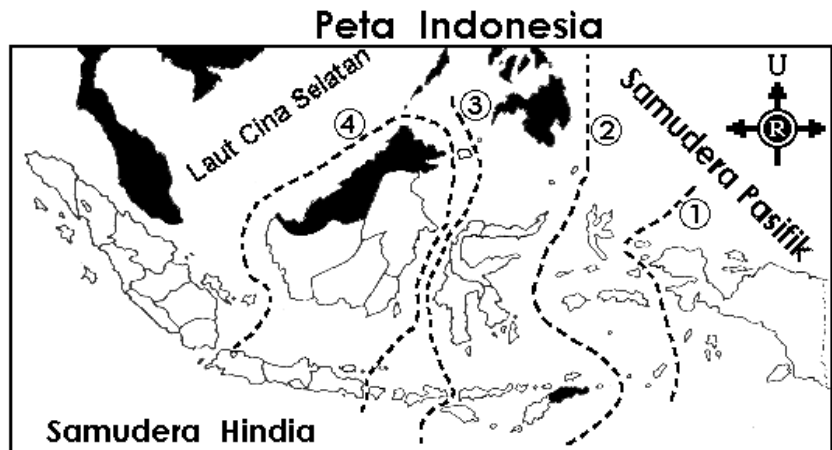 Peta Indonesia
Laut Cina Selatan
Samudera Pasifik
U
R
4
3
2
1
Samudera Hindia